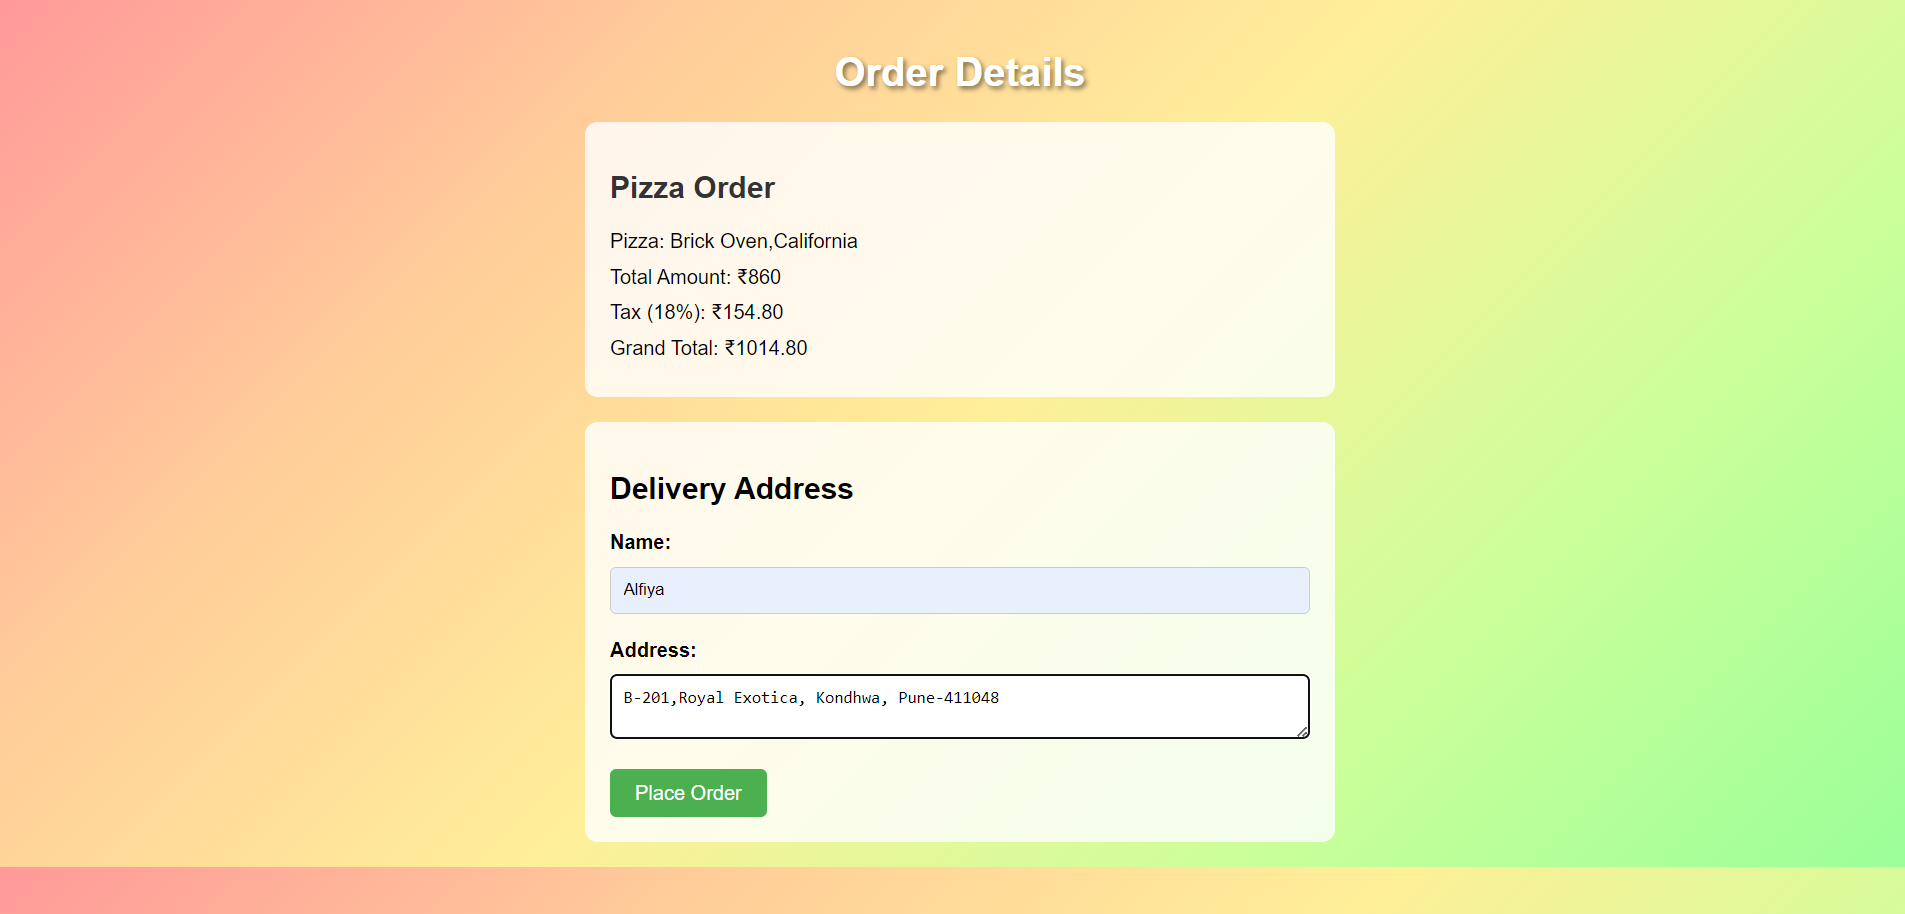 Order Details
Pizza Order
Pizza: Brick Oven,California
Total Amount: ₹860
Tax (18%): ₹154.80
Grand Total: ₹1014.80
Delivery Address
Name:
Alfiya
Address:
B-201,Royal Exotica, Kondhwa, Pune-411048
Place Order